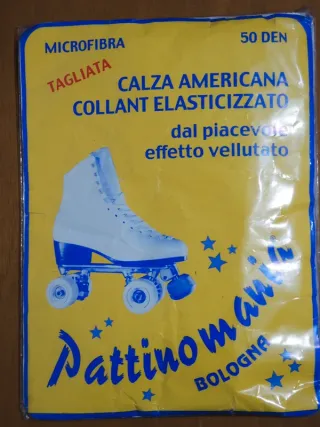 MICROFIBRA 50 DEN
TAGLIATA
CALZA AMERICANA
COLLANT ELASTICIZZATO
dal piacevole
effetto vellutato
Pattinomania
BOLOGNA